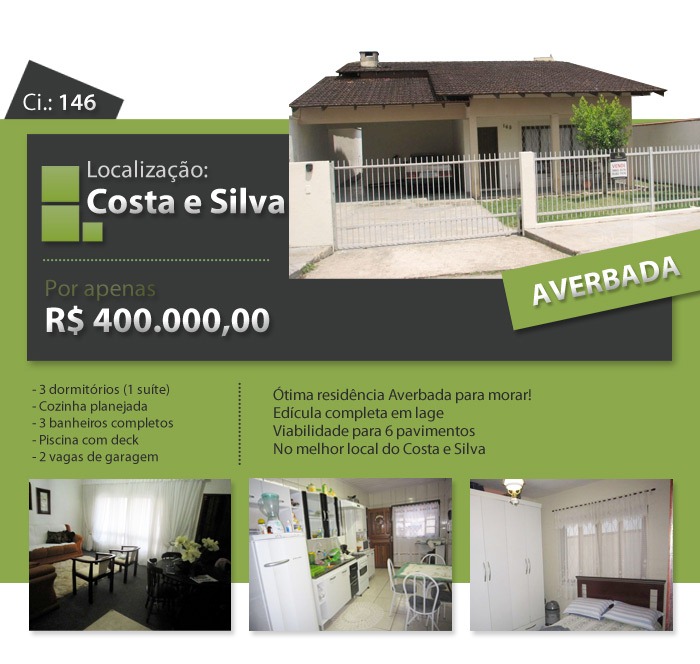 Ci.: 146
Localização:
Costa e Silva
Por apenas
R$ 400.000,00
AVERBADA
- 3 dormitórios (1 suíte)
- Cozinha planejada
- 3 banheiros completos
- Piscina com deck
- 2 vagas de garagem
Ótima residência Averbada para morar!
Edícula completa em lage
Viabilidade para 6 pavimentos
No melhor local do Costa e Silva